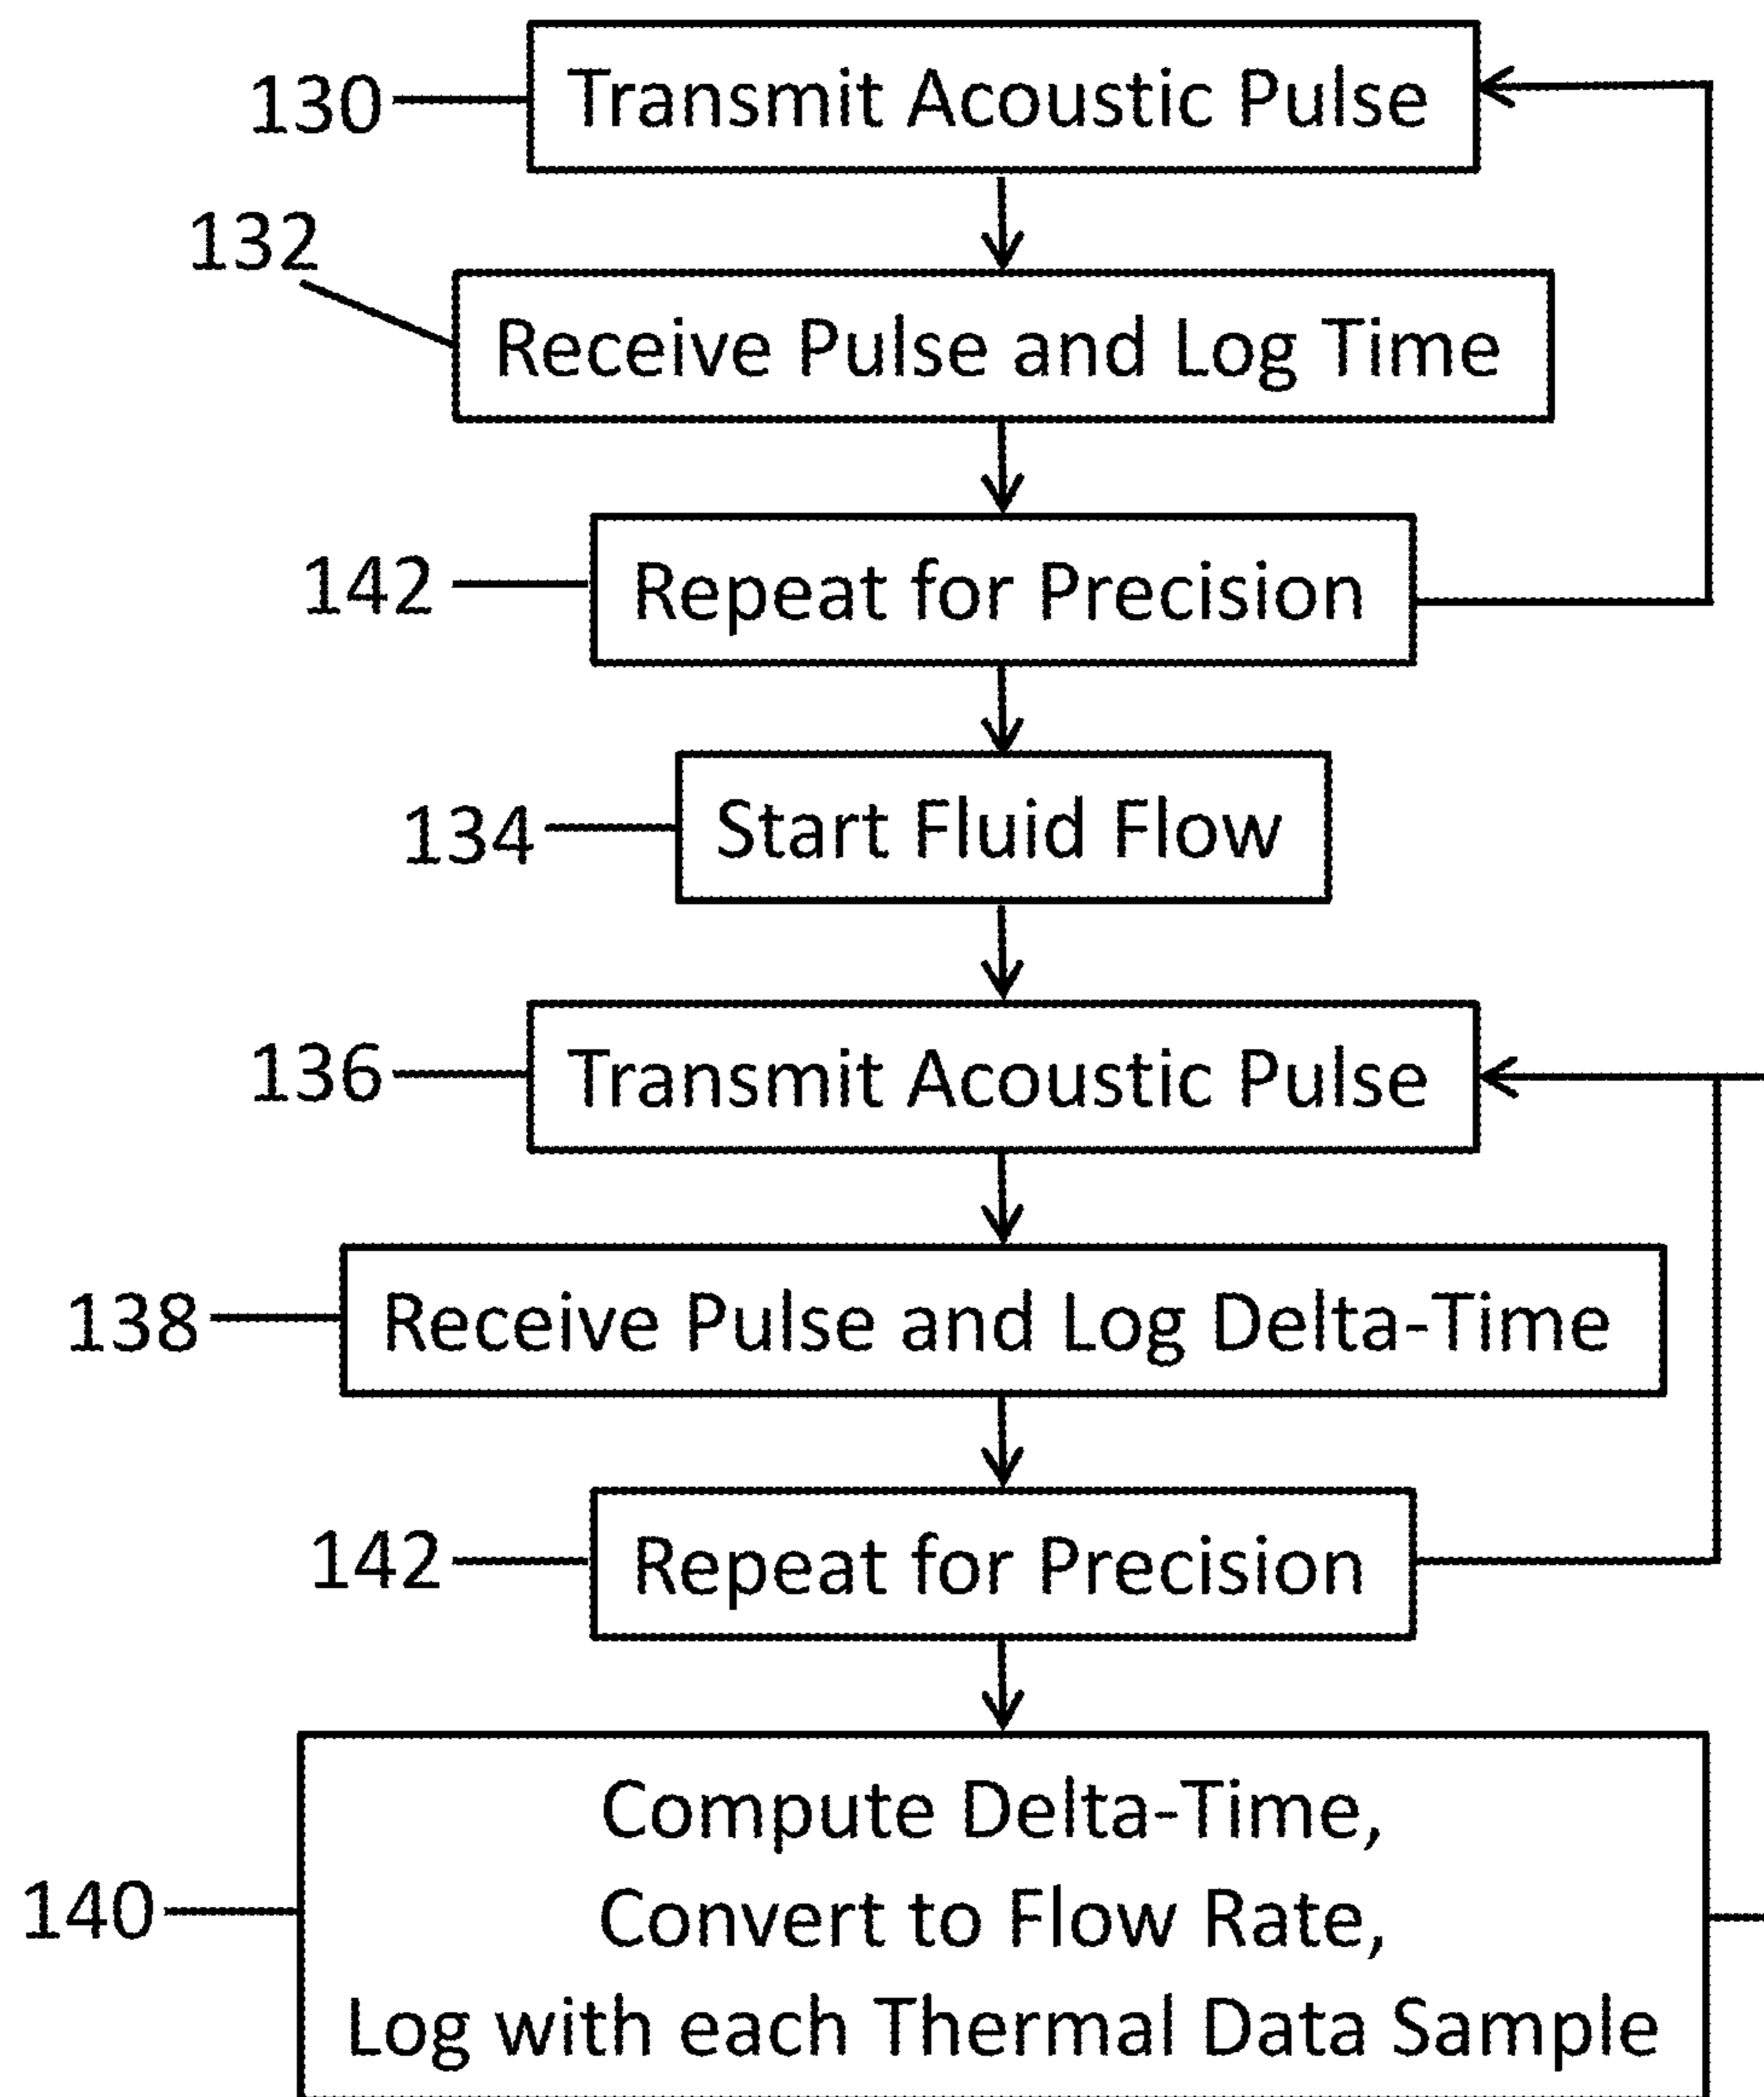 130 Transmit Acoustic Pulse
132
Receive Pulse and Log Time
142 Repeat for Precision
134 Start Fluid Flow
136 Transmit Acoustic Pulse
138 Receive Pulse and Log Delta-Time
142 Repeat for Precision
Compute Delta-Time,
140 Convert to Flow Rate,
Log with each Thermal Data Sample